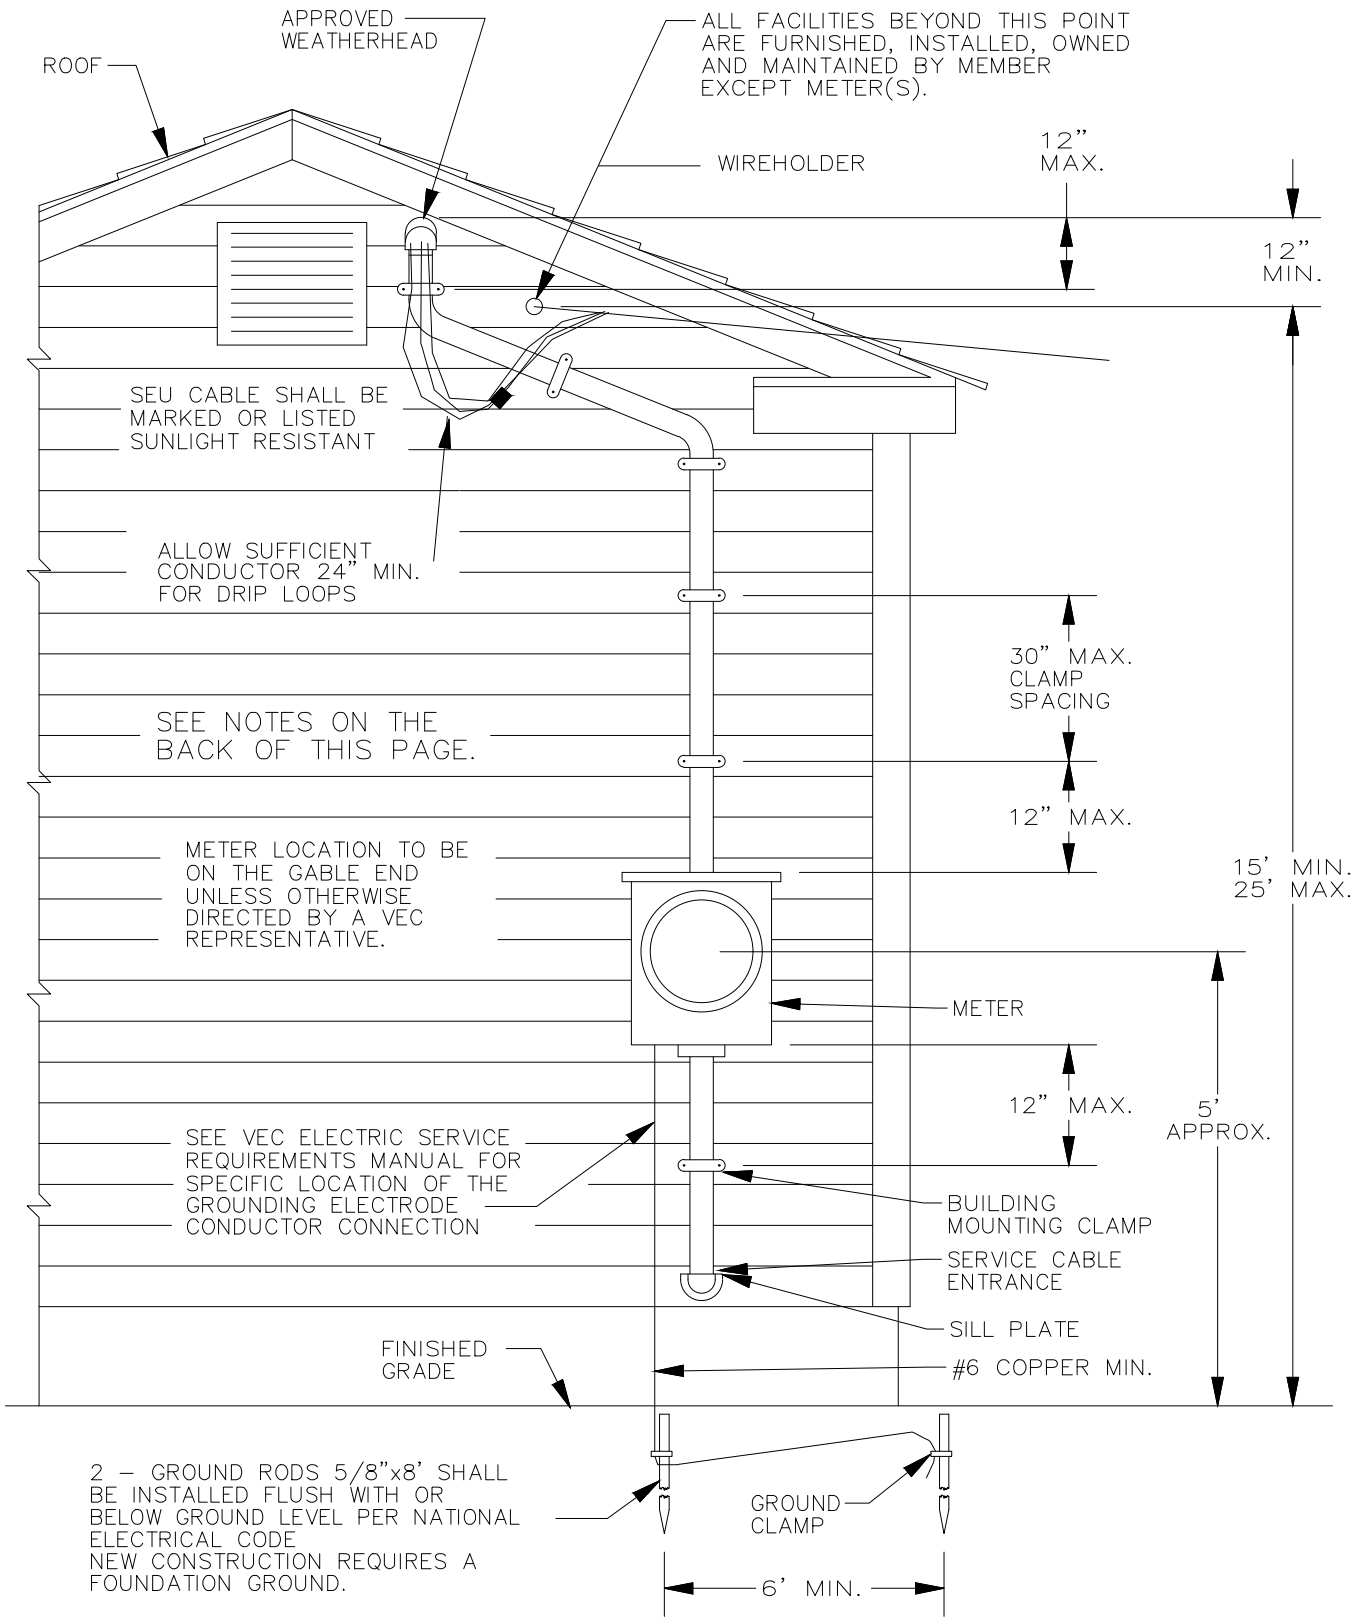 APPROVED
WEATHERHEAD
ALL FACILITIES BEYOND THIS POINT
ARE FURNISHED, INSTALLED, OWNED
AND MAINTAINED BY MEMBER
EXCEPT METER(S).
ROOF
WIREHOLDER
12”
MAX.
12”
MIN.
SEU CABLE SHALL BE
MARKED OR LISTED
SUNLIGHT RESISTANT
ALLOW SUFFICIENT
CONDUCTOR 24” MIN.
FOR DRIP LOOPS
30” MAX.
CLAMP
SPACING
SEE NOTES ON THE
BACK OF THIS PAGE.
12” MAX.
METER LOCATION TO BE
ON THE GABLE END
UNLESS OTHERWISE
DIRECTED BY A VEC
REPRESENTATIVE.
15’ MIN.
25’ MAX.
METER
12” MAX.
5’
APPROX.
SEE VEC ELECTRIC SERVICE
REQUIREMENTS MANUAL FOR
SPECIFIC LOCATION OF THE
GROUNDING ELECTRODE
CONDUCTOR CONNECTION
BUILDING
MOUNTING CLAMP
SERVICE CABLE
ENTRANCE
SILL PLATE
FINISHED
GRADE
#6 COPPER MIN.
2 – GROUND RODS 5/8”x8’ SHALL
BE INSTALLED FLUSH WITH OR
BELOW GROUND LEVEL PER NATIONAL
ELECTRICAL CODE
NEW CONSTRUCTION REQUIRES A
FOUNDATION GROUND.
GROUND
CLAMP
6’ MIN.